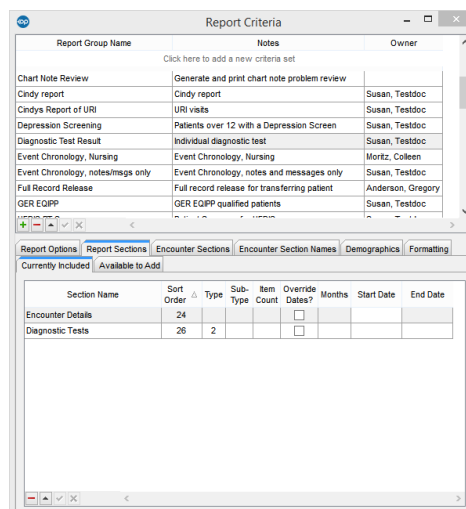 Report Criteria
Report Group Name Notes Owner
Click here to add a new criteria set
Chart Note Review Generate and print chart note problem review
Cindy report Cindy report Susan, Testdoc
Cindys Report of URI URI visits Susan, Testdoc
Depression Screening Patients over 12 with a Depression Screen Susan, Testdoc
Diagnostic Test Result Individual diagnostic test Susan, Testdoc
Event Chronology, Nursing Event Chronology, Nursing Moritz, Colleen
Event Chronology, notes/msgs only Event Chronology, notes and messages only Susan, Testdoc
Full Record Release Full record release for transferring patient Anderson, Gregory
GER EQIPP GER EQIPP qualified patients Susan, Testdoc
Report Options Report Sections Encounter Sections Encounter Section Names Demographics Formatting
Currently Included Available to Add
Section Name Sort Order Type Sub-Type Item Count Override Dates? Months Start Date End Date
Encounter Details 24
Diagnostic Tests 26 2